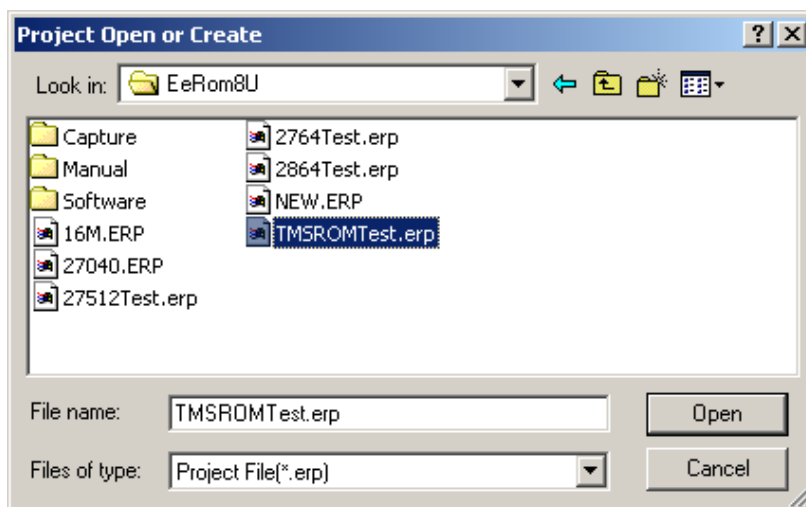 Project Open or Create
Look in: EeRom8U
Capture
Manual
Software
16M.ERP
27040.ERP
27512Test.erp
2764Test.erp
2864Test.erp
NEW.ERP
TMSROMTest.erp
File name: TMSROMTest.erp Open
Files of type: Project File(*.erp) Cancel